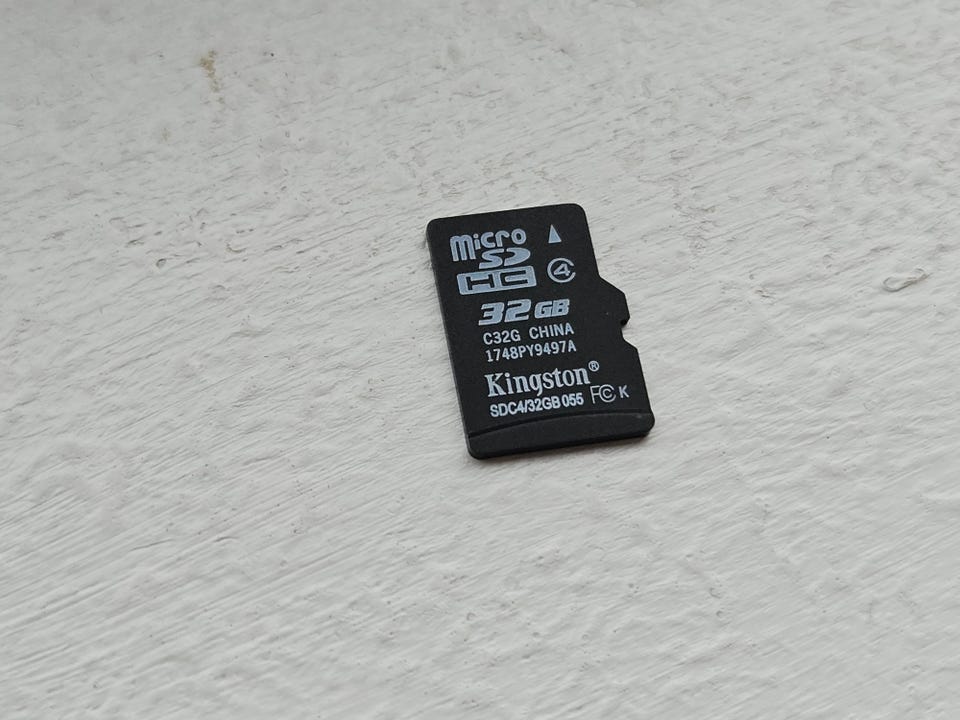 micro
SD
HC 4
32GB
C32G CHINA
1748PY9497A
Kingston®
SDC4/32GB 055 FC K